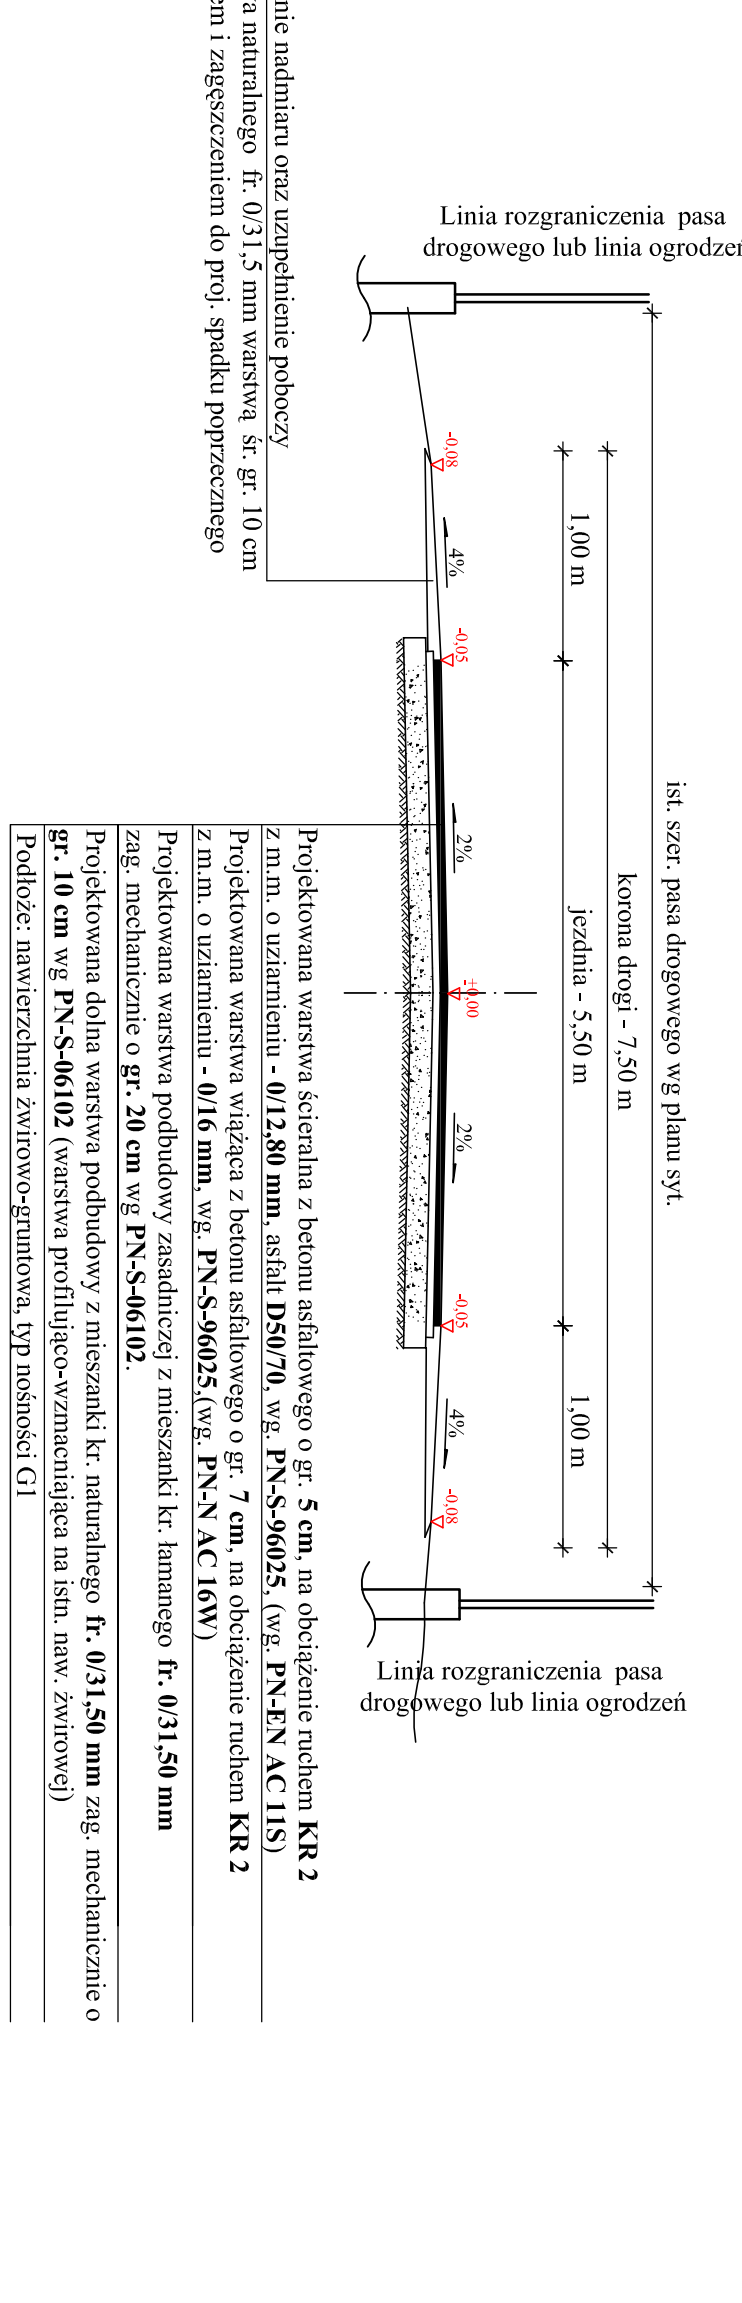 Linia rozgraniczenia pasa
drogowego lub linia ogrodzeń
ist. szer. pasa drogowego wg planu syt.
korona drogi - 7,50 m
1,00 m
jezdnia - 5,50 m
1,00 m
-0,08
4%
-0,05
2%
+0,00
2%
-0,05
4%
-0,08
Linia rozgraniczenia pasa
drogowego lub linia ogrodzeń
nadmiaru oraz uzupełnienie poboczy
naturalnego fr. 0/31,5 mm warstwą śr. gr. 10 cm
i zagęszczeniem do proj. spadku poprzecznego
Projektowana warstwa ścieralna z betonu asfaltowego o gr. 5 cm, na obciążenie ruchem KR 2
z m.m. o uziarnieniu - 0/12,80 mm, asfalt D50/70, wg. PN-S-96025, (wg. PN-EN AC 11S)
Projektowana warstwa wiążąca z betonu asfaltowego o gr. 7 cm, na obciążenie ruchem KR 2
z m.m. o uziarnieniu - 0/16 mm, wg. PN-S-96025,(wg. PN-N AC 16W)
Projektowana warstwa podbudowy zasadniczej z mieszanki kr. łamanego fr. 0/31,50 mm
zag. mechanicznie o gr. 20 cm wg PN-S-06102.
Projektowana dolna warstwa podbudowy z mieszanki kr. naturalnego fr. 0/31,50 mm zag. mechanicznie o
gr. 10 cm wg PN-S-06102 (warstwa profilująco-wzmacniająca na istn. naw. żwirowej)
Podłoże: nawierzchnia żwirowo-gruntowa, typ nośności G1